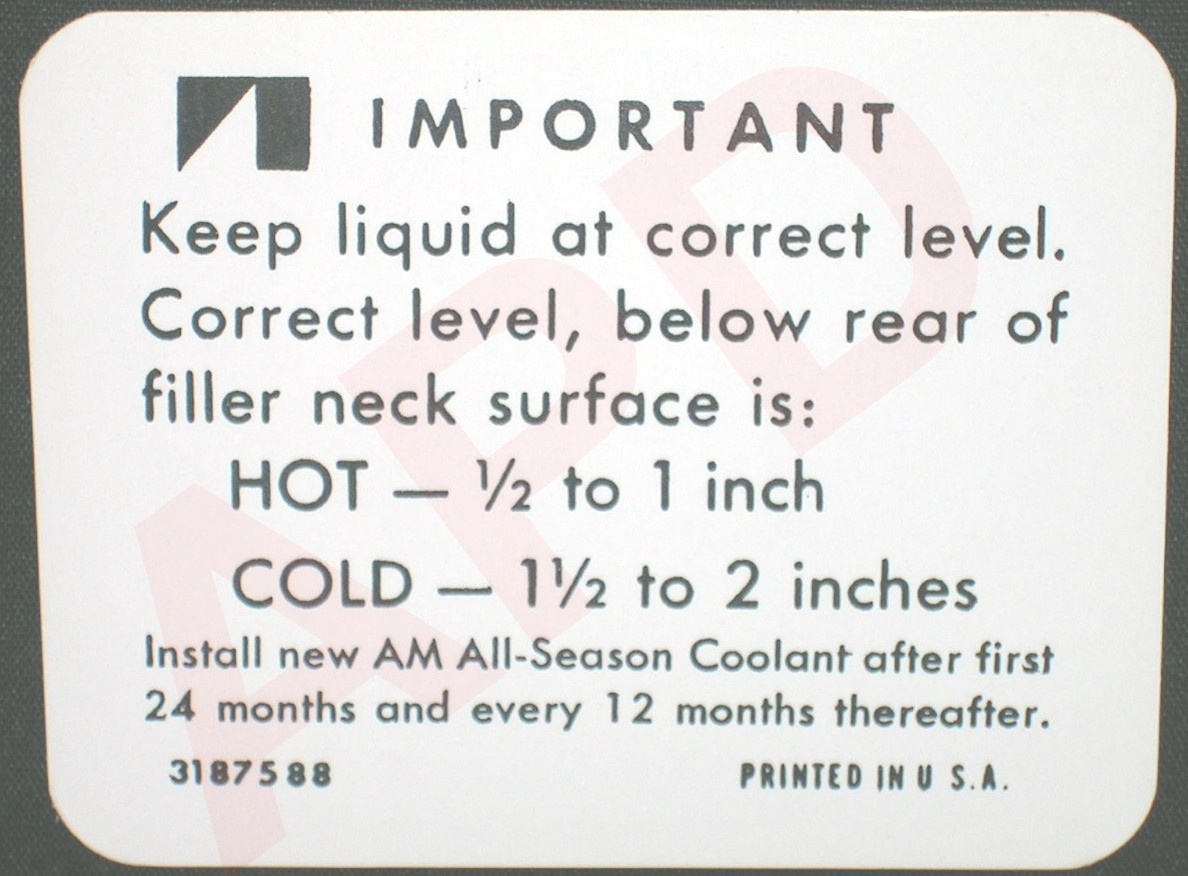 IMPORTANT
Keep liquid at correct level.
Correct level, below rear of
filler neck surface is:
HOT — ½ to 1 inch
COLD — 1½ to 2 inches
Install new AM All-Season Coolant after first
24 months and every 12 months thereafter.
3187588 PRINTED IN U S.A.
APD